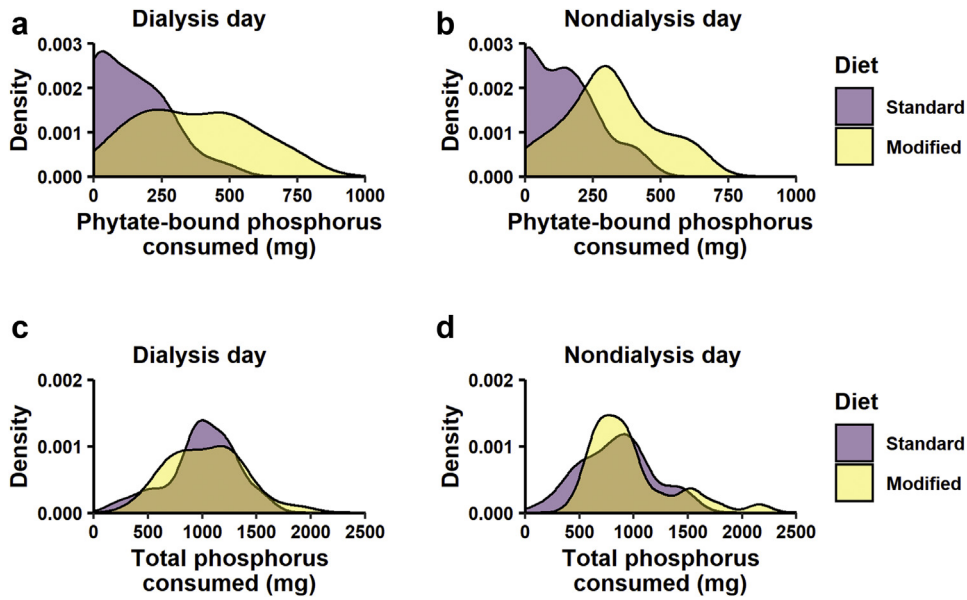 a
Dialysis day
0.003
0.002
0.001
0.000
Density
0
250
500
750
1000
Phytate-bound phosphorus
consumed (mg)
b
Nondialysis day
0.003
0.002
0.001
0.000
Density
0
250
500
750
1000
Phytate-bound phosphorus
consumed (mg)
Diet
Standard
Modified
c
Dialysis day
0.002
0.001
0.000
Density
0
500
1000
1500
2000
2500
Total phosphorus
consumed (mg)
d
Nondialysis day
0.002
0.001
0.000
Density
0
500
1000
1500
2000
2500
Total phosphorus
consumed (mg)
Diet
Standard
Modified